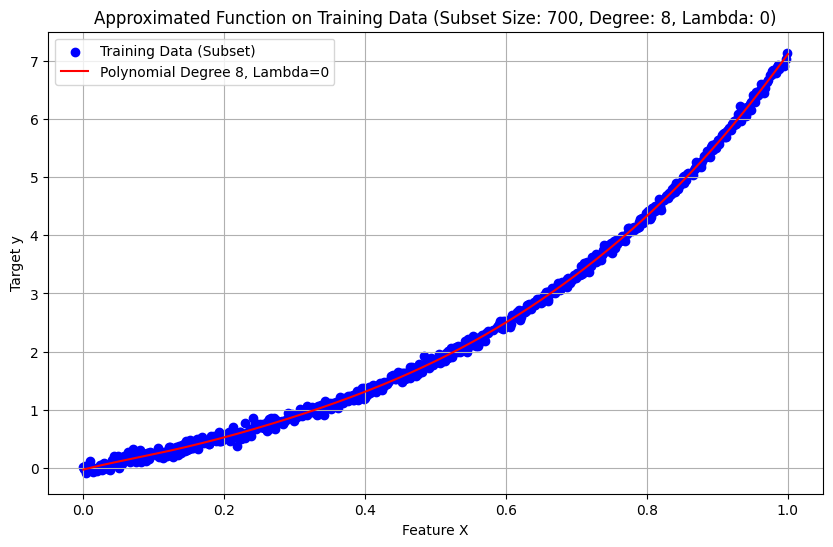 Approximated Function on Training Data (Subset Size: 700, Degree: 8, Lambda: 0)
Training Data (Subset)
Polynomial Degree 8, Lambda=0
Target y
7
6
5
4
3
2
1
0
0.0 0.2 0.4 0.6 0.8 1.0
Feature X